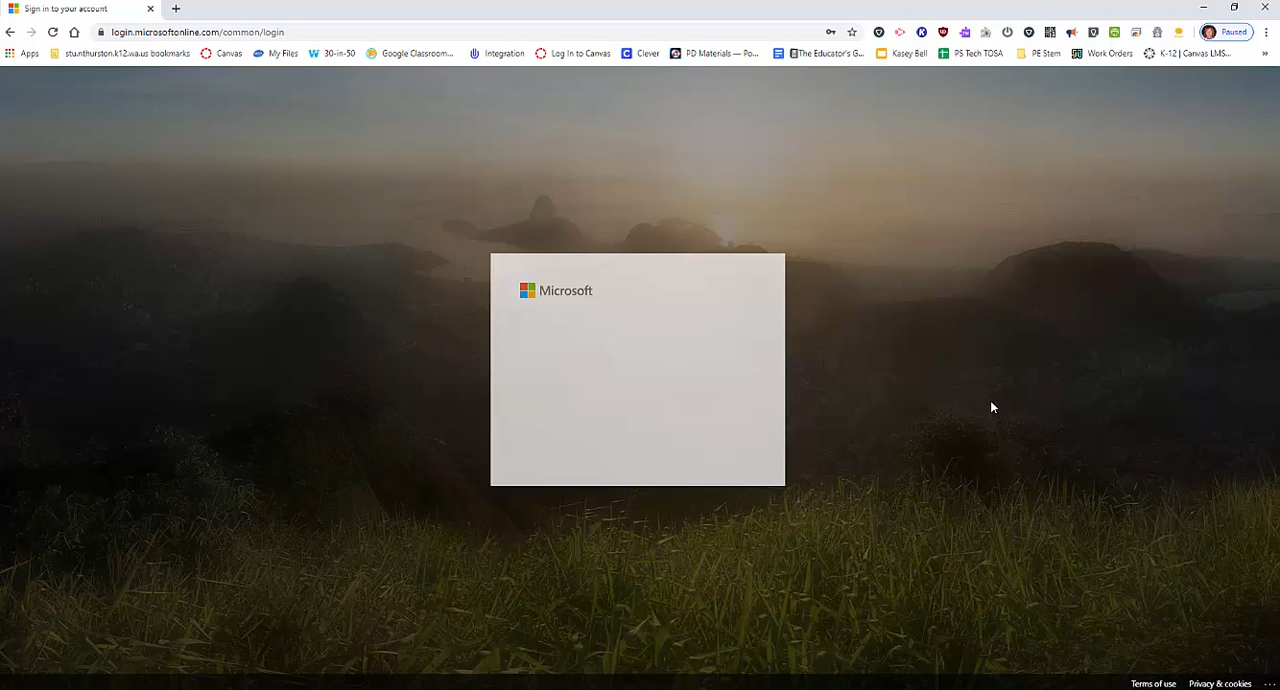 Sign in to your account
login.microsoftonline.com/common/login
Paused
Apps stu.nthurston.k12.wa.us bookmarks Canvas My Files 30-in-50 Google Classroom... Integration Log In to Canvas Clever PD Materials — Po... The Educator's G... Kasey Bell PS Tech TOSA PE Stem Work Orders K-12 | Canvas LMS... »
Microsoft
Terms of use Privacy & cookies ...